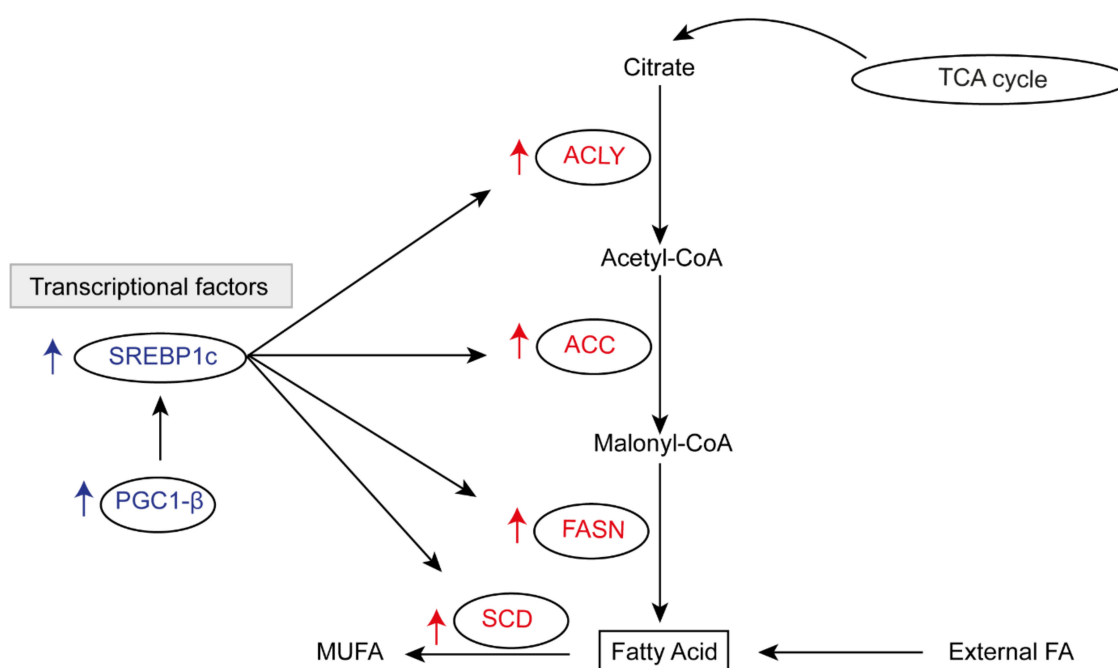 Citrate
TCA cycle
ACLY
Acetyl-CoA
Transcriptional factors
SREBP1c
ACC
Malonyl-CoA
PGC1-β
FASN
SCD
MUFA
Fatty Acid
External FA